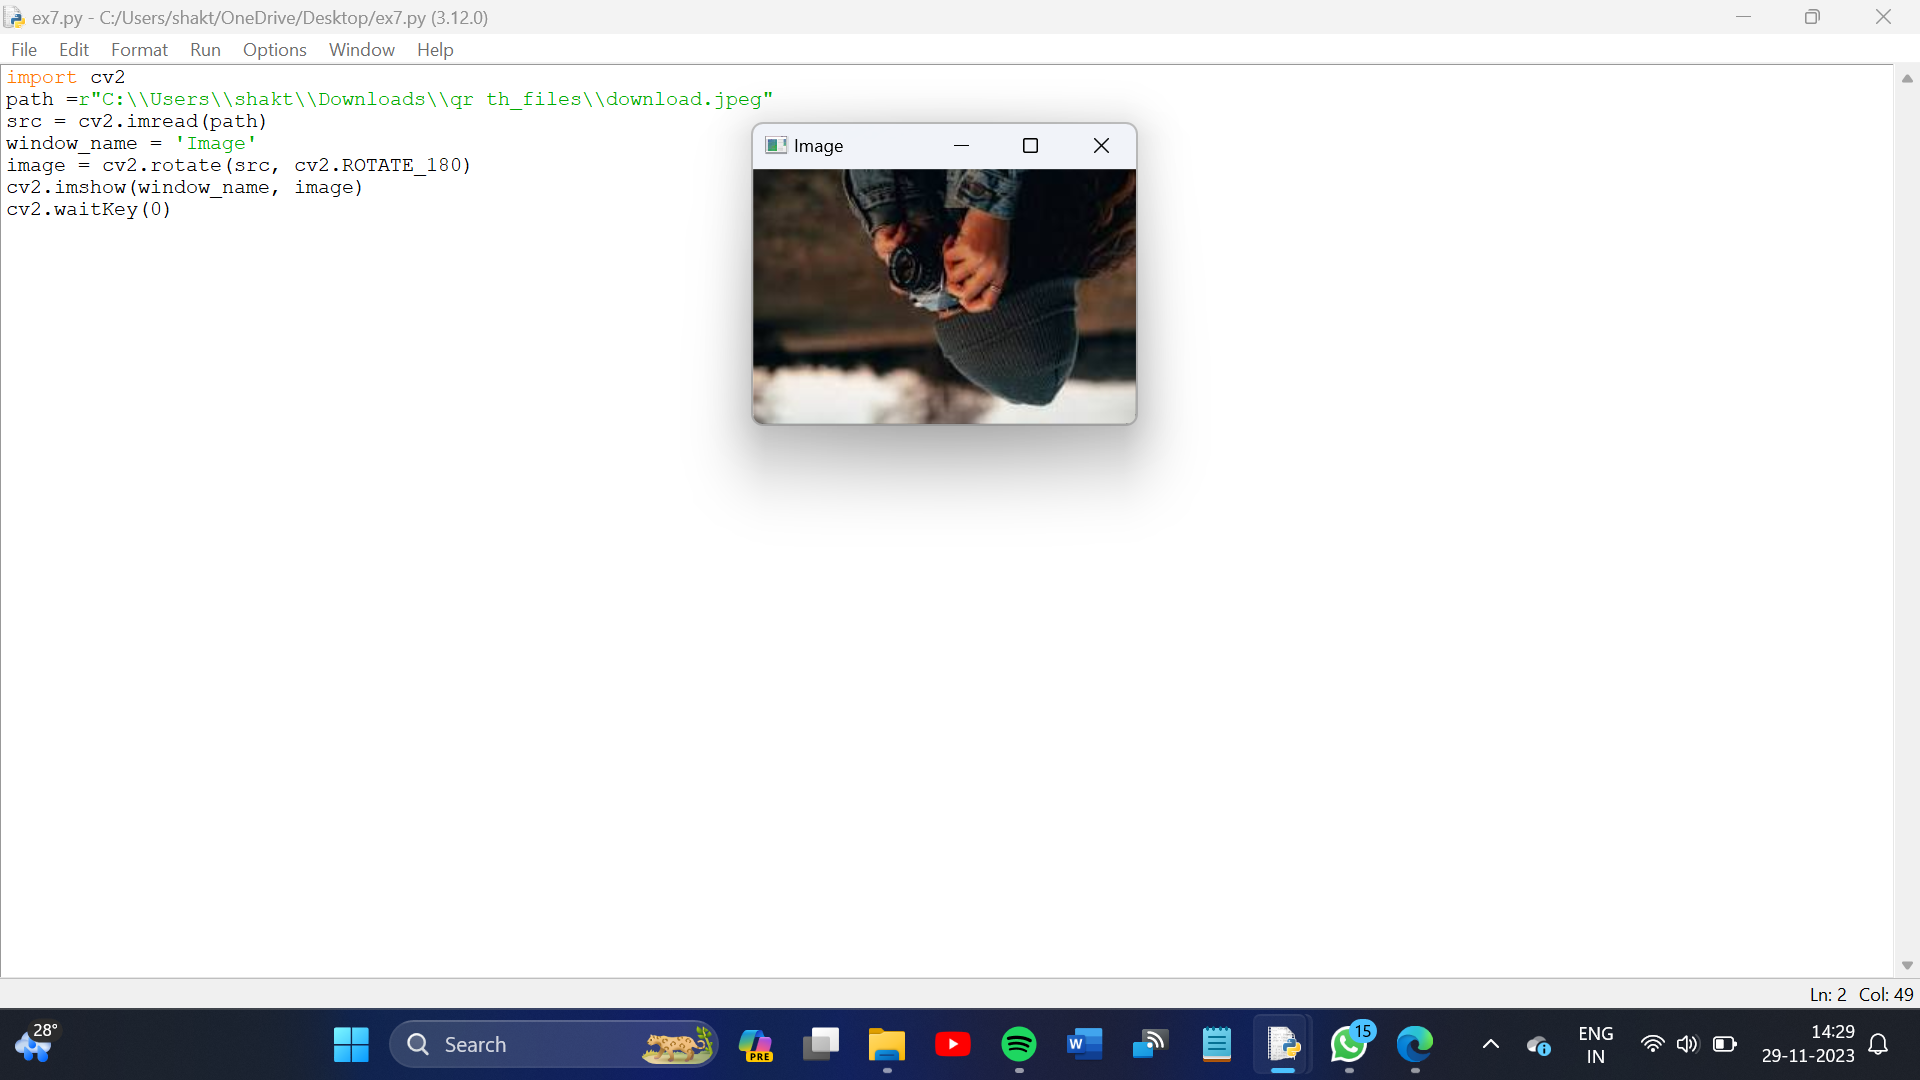 ex7.py - C:/Users/shakt/OneDrive/Desktop/ex7.py (3.12.0)
File Edit Format Run Options Window Help
import cv2
path =r"C:\\Users\\shakt\\Downloads\\qr th_files\\download.jpeg"
src = cv2.imread(path)
window_name = 'Image'
image = cv2.rotate(src, cv2.ROTATE_180)
cv2.imshow(window_name, image)
cv2.waitKey(0)
Image
Ln: 2 Col: 49
28°
Search
PRE
W
15
ENG
IN
14:29
29-11-2023